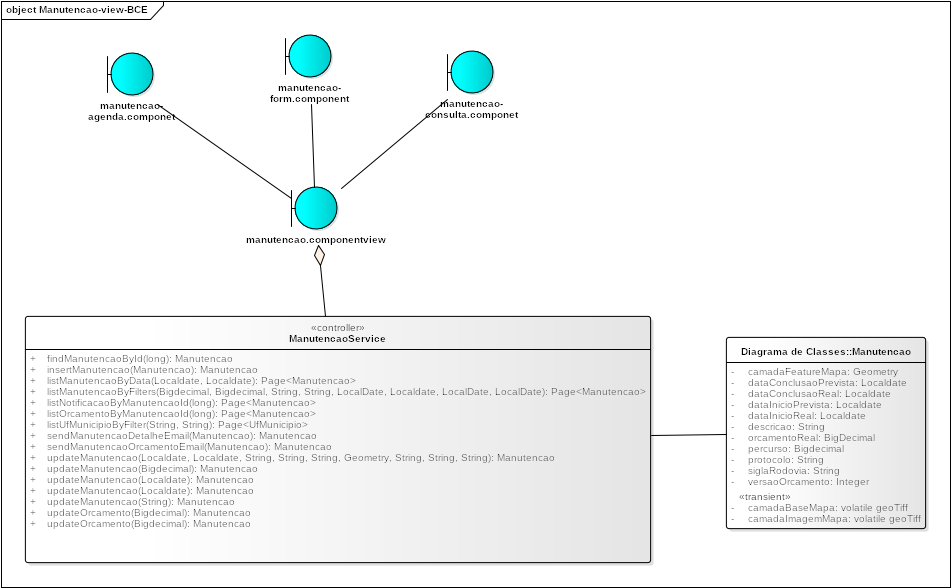 object Manutencao-view-BCE
manutencao-
agenda.componet
manutencao-
form.component
manutencao-
consulta.componet
manutencao.componentview
«controller»
ManutencaoService
+ findManutencaoById(long): Manutencao
+ insertManutencao(Manutencao): Manutencao
+ listManutencaoByData(Localdate, Localdate): Page<Manutencao>
+ listManutencaoByFilters(Bigdecimal, Bigdecimal, String, String, LocalDate, Localdate, LocalDate, LocalDate): Page<Manutencao>
+ listNotificacaoByManutencaoId(long): Page<Manutencao>
+ listOrcamentoByManutencaoId(long): Page<Manutencao>
+ listUfMunicipioByFilter(String, String): Page<UfMunicipio>
+ sendManutencaoDetalheEmail(Manutencao): Manutencao
+ sendManutencaoOrcamentoEmail(Manutencao): Manutencao
+ updateManutencao(Localdate, Localdate, String, String, String, Geometry, String, String, String): Manutencao
+ updateManutencao(Bigdecimal): Manutencao
+ updateManutencao(Localdate): Manutencao
+ updateManutencao(Localdate): Manutencao
+ updateManutencao(String): Manutencao
+ updateOrcamento(Bigdecimal): Manutencao
+ updateOrcamento(Bigdecimal): Manutencao
Diagrama de Classes::Manutencao
- camadaFeatureMapa: Geometry
- dataConclusaoPrevista: Localdate
- dataConclusaoReal: Localdate
- dataInicioPrevista: Localdate
- dataInicioReal: Localdate
- descricao: String
- orcamentoReal: BigDecimal
- percurso: Bigdecimal
- protocolo: String
- siglaRodovia: String
- versaoOrcamento: Integer
«transient»
- camadaBaseMapa: volatile geoTiff
- camadaImagemMapa: volatile geoTiff